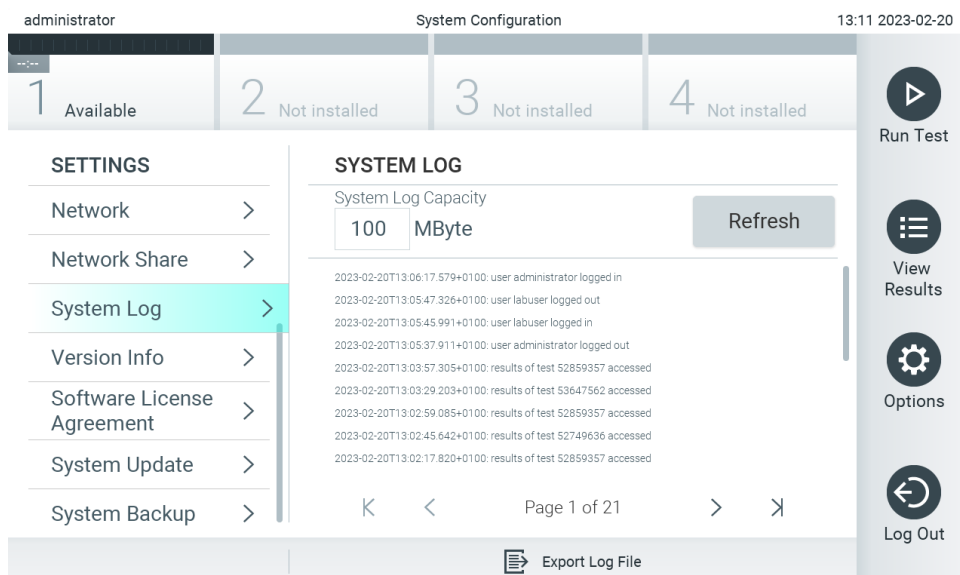 administrator
System Configuration
13:11 2023-02-20
--:--
1 Available
2 Not installed
3 Not installed
4 Not installed
Run Test
SETTINGS
Network
Network Share
System Log
Version Info
Software License
Agreement
System Update
System Backup
SYSTEM LOG
System Log Capacity
100 MByte
Refresh
2023-02-20T13:06:17.579+0100: user administrator logged in
2023-02-20T13:05:47.326+0100: user labuser logged out
2023-02-20T13:05:45.991+0100: user labuser logged in
2023-02-20T13:05:37.911+0100: user administrator logged out
2023-02-20T13:03:57.305+0100: results of test 52859357 accessed
2023-02-20T13:03:29.203+0100: results of test 53647562 accessed
2023-02-20T13:02:59.085+0100: results of test 52859357 accessed
2023-02-20T13:02:45.642+0100: results of test 52749636 accessed
2023-02-20T13:02:17.820+0100: results of test 52859357 accessed
Page 1 of 21
Export Log File
View
Results
Options
Log Out